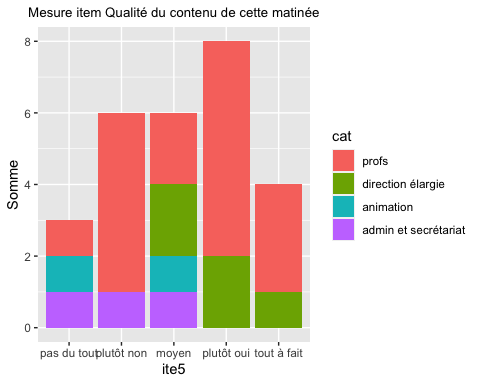 Mesure item Qualité du contenu de cette matinée
8
6
4
2
0
Somme
pas du tout plutôt non moyen plutôt oui tout à fait
ite5
cat
profs
direction élargie
animation
admin et secrétariat